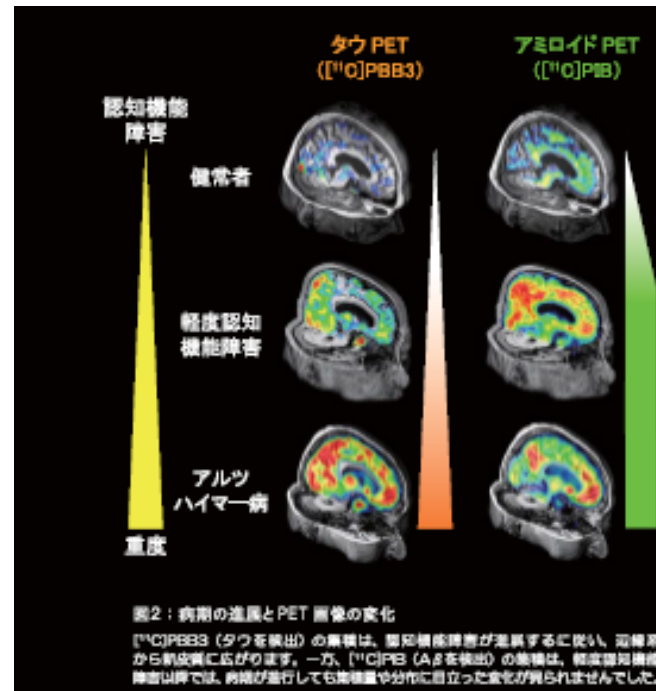 タウ PET
([¹¹C]PBB3)
アミロイド PET
([¹¹C]PIB)
認知機能
障害
健常者
軽度認知
機能障害
アルツ
ハイマー病
重度
図2：病期の進展とPET 画像の変化
[¹¹C]PBB3（タウを検出）の集積は、認知機能障害が進展するに従い、辺縁系
から新皮質に広がります。一方、[¹¹C]PIB（Aβを検出）の集積は、軽度認知機能
障害以降では、病期が進行しても集積量や分布に目立った変化が見られませんでした。